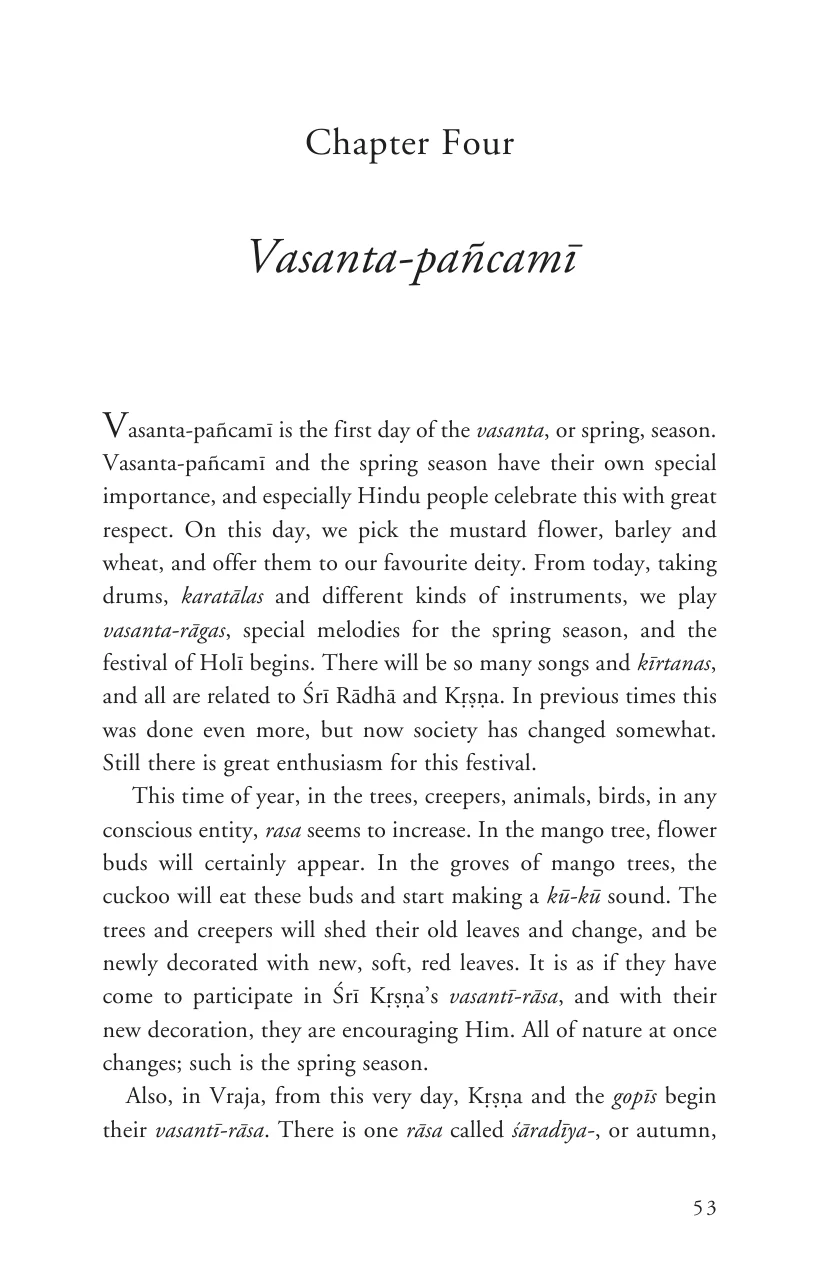 Chapter Four
Vasanta-pañcamī
Vasanta-pañcamī is the first day of the vasanta, or spring, season.
Vasanta-pañcamī and the spring season have their own special
importance, and especially Hindu people celebrate this with great
respect. On this day, we pick the mustard flower, barley and
wheat, and offer them to our favourite deity. From today, taking
drums, karatālas and different kinds of instruments, we play
vasanta-rāgas, special melodies for the spring season, and the
festival of Holī begins. There will be so many songs and kīrtanas,
and all are related to Śrī Rādhā and Kṛṣṇa. In previous times this
was done even more, but now society has changed somewhat.
Still there is great enthusiasm for this festival.
This time of year, in the trees, creepers, animals, birds, in any
conscious entity, rasa seems to increase. In the mango tree, flower
buds will certainly appear. In the groves of mango trees, the
cuckoo will eat these buds and start making a kū-kū sound. The
trees and creepers will shed their old leaves and change, and be
newly decorated with new, soft, red leaves. It is as if they have
come to participate in Śrī Kṛṣṇa’s vasantī-rāsa, and with their
new decoration, they are encouraging Him. All of nature at once
changes; such is the spring season.
Also, in Vraja, from this very day, Kṛṣṇa and the gopīs begin
their vasantī-rāsa. There is one rāsa called śāradīya-, or autumn,
53